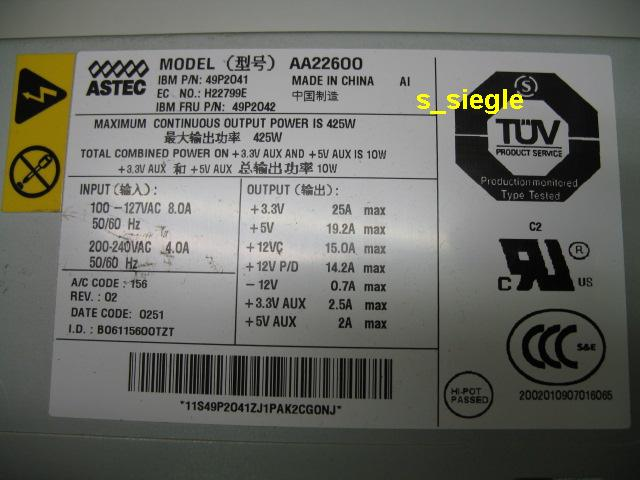 ASTEC
MODEL (型号) AA22600
IBM P/N: 49P2041 MADE IN CHINA AI
EC NO.: H22799E 中国制造
IBM FRU P/N: 49P2042
s_siegle
MAXIMUM CONTINUOUS OUTPUT POWER IS 425W
最大输出功率 425W
TOTAL COMBINED POWER ON +3.3V AUX AND +5V AUX IS 10W
+3.3V AUX 和 +5V AUX 总输出功率 10W
INPUT (输入):
100-127VAC 8.0A
50/60 Hz
200-240VAC 4.0A
50/60 Hz
A/C CODE: 156
REV.: 02
DATE CODE: 0251
I.D.: B06115600TZT
OUTPUT (输出):
+3.3V 25A max
+5V 19.2A max
+12VC 15.0A max
+12V P/D 14.2A max
-12V 0.7A max
+3.3V AUX 2.5A max
+5V AUX 2A max
*11S49P2041ZJ1PAK2CG0NJ*
S
TÜV
PRODUCT SERVICE
Production monitored
Type Tested
C2
C RU US ®
CCC S&E
HI-POT
PASSED
2002010907016065